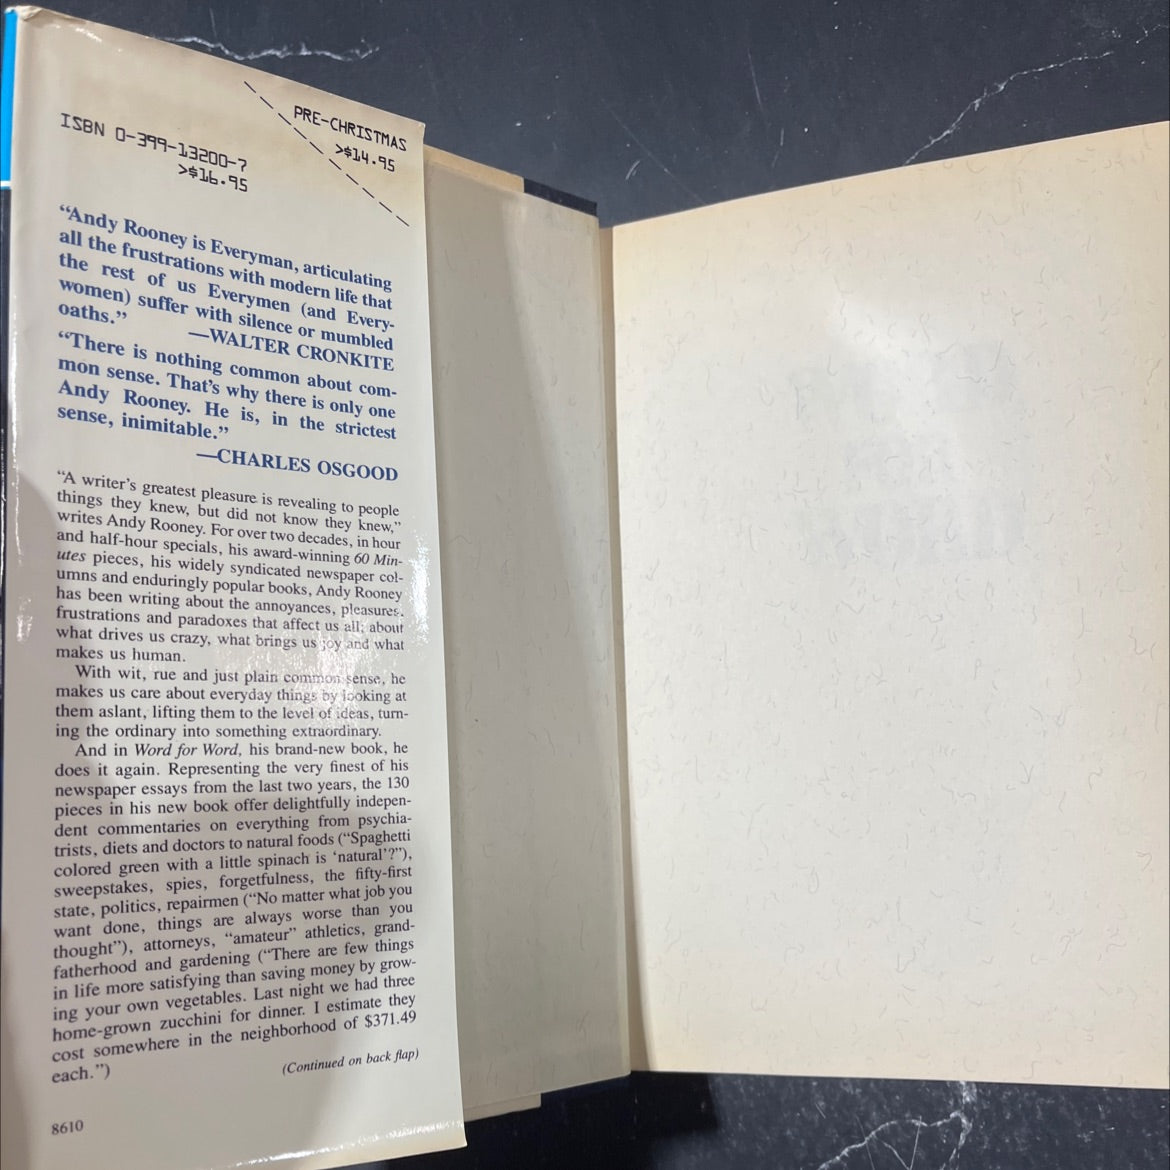 PRE-CHRISTMAS
>$14.95
ISBN 0-399-13200-7
>$16.95
“Andy Rooney is Everyman, articulating
all the frustrations with modern life that
the rest of us Everymen (and Every-
women) suffer with silence or mumbled
oaths.”
—WALTER CRONKITE
“There is nothing common about com-
mon sense. That’s why there is only one
Andy Rooney. He is, in the strictest
sense, inimitable.”
—CHARLES OSGOOD
“A writer’s greatest pleasure is revealing to people
things they knew, but did not know they knew,”
writes Andy Rooney. For over two decades, in hour
and half-hour specials, his award-winning 60 Min-
utes pieces, his widely syndicated newspaper col-
umns and enduringly popular books, Andy Rooney
has been writing about the annoyances, pleasures,
frustrations and paradoxes that affect us all; about
what drives us crazy, what brings us joy and what
makes us human.
With wit, rue and just plain common sense, he
makes us care about everyday things by looking at
them aslant, lifting them to the level of ideas, turn-
ing the ordinary into something extraordinary.
And in Word for Word, his brand-new book, he
does it again. Representing the very finest of his
newspaper essays from the last two years, the 130
pieces in his new book offer delightfully indepen-
dent commentaries on everything from psychia-
trists, diets and doctors to natural foods (“Spaghetti
colored green with a little spinach is ‘natural’?”),
sweepstakes, spies, forgetfulness, the fifty-first
state, politics, repairmen (“No matter what job you
want done, things are always worse than you
thought”), attorneys, “amateur” athletics, grand-
fatherhood and gardening (“There are few things
in life more satisfying than saving money by grow-
ing your own vegetables. Last night we had three
home-grown zucchini for dinner. I estimate they
cost somewhere in the neighborhood of $371.49
each.”)
(Continued on back flap)
8610